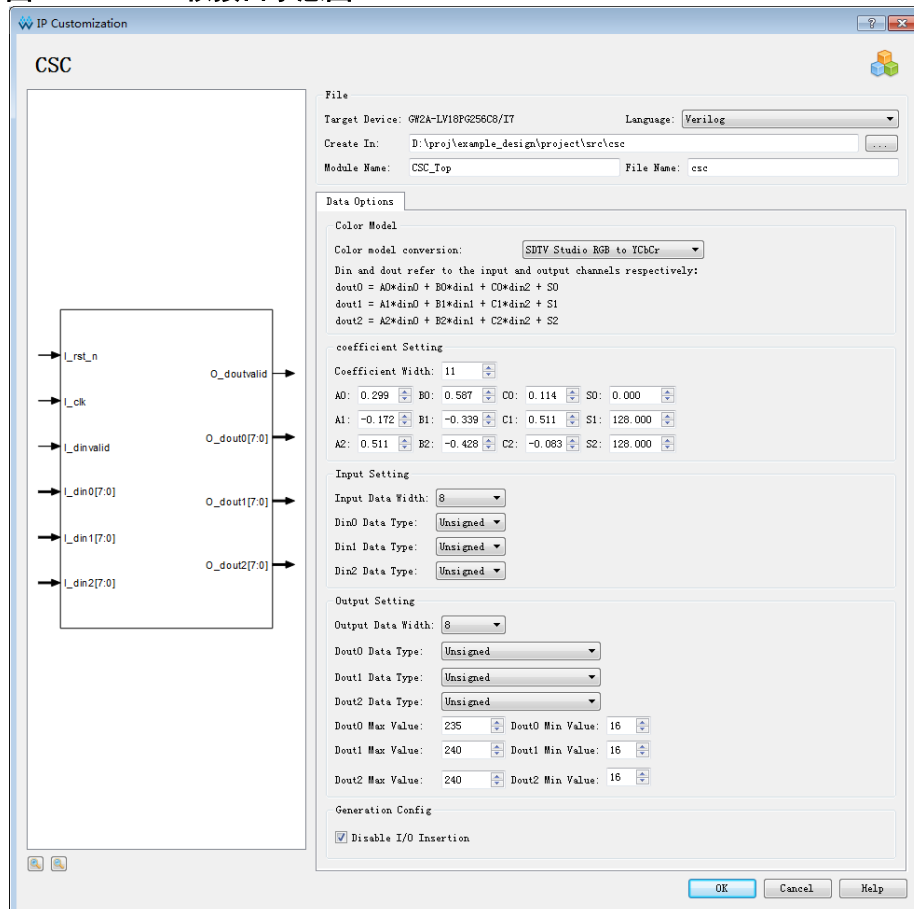 IP Customization
CSC
File
Target Device: GW2A-LV18PG256C8/I7 Language: Verilog
Create In: D:\proj\example_design\project\src\csc ...
Module Name: CSC_Top File Name: csc
Data Options
Color Model
Color model conversion: SDTV Studio RGB to YCbCr
Din and dout refer to the input and output channels respectively:
dout0 = A0*din0 + B0*din1 + C0*din2 + S0
dout1 = A1*din0 + B1*din1 + C1*din2 + S1
dout2 = A2*din0 + B2*din1 + C2*din2 + S2
coefficient Setting
Coefficient Width: 11
A0: 0.299 B0: 0.587 C0: 0.114 S0: 0.000
A1: -0.172 B1: -0.339 C1: 0.511 S1: 128.000
A2: 0.511 B2: -0.428 C2: -0.083 S2: 128.000
Input Setting
Input Data Width: 8
Din0 Data Type: Unsigned
Din1 Data Type: Unsigned
Din2 Data Type: Unsigned
Output Setting
Output Data Width: 8
Dout0 Data Type: Unsigned
Dout1 Data Type: Unsigned
Dout2 Data Type: Unsigned
Dout0 Max Value: 235 Dout0 Min Value: 16
Dout1 Max Value: 240 Dout1 Min Value: 16
Dout2 Max Value: 240 Dout2 Min Value: 16
Generation Config
Disable I/O Insertion
I_rst_n
O_doutvalid
I_clk
O_dout0[7:0]
I_dinvalid
I_din0[7:0]
O_dout1[7:0]
I_din1[7:0]
O_dout2[7:0]
I_din2[7:0]
OK Cancel Help